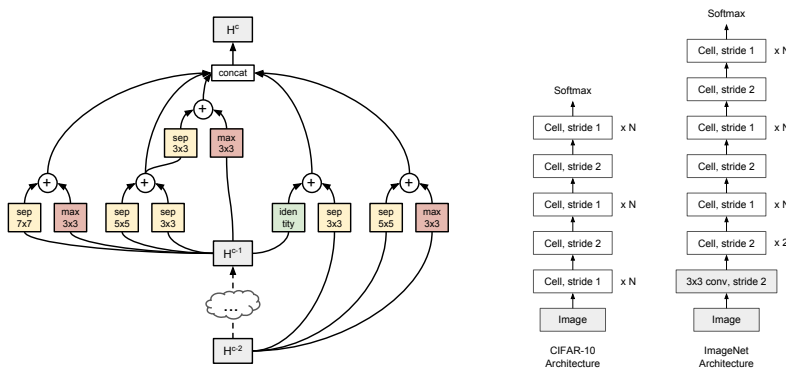 H^c
concat
+
sep 3x3
max 3x3
+
+
+
+
sep 7x7
max 3x3
sep 5x5
sep 3x3
iden tity
sep 3x3
sep 5x5
max 3x3
H^c-1
...
H^c-2
Softmax
Cell, stride 1 x N
Cell, stride 2
Cell, stride 1 x N
Cell, stride 2
Cell, stride 1 x N
Image
CIFAR-10
Architecture
Softmax
Cell, stride 1 x N
Cell, stride 2
Cell, stride 1 x N
Cell, stride 2
Cell, stride 1 x N
Cell, stride 2 x 2
3x3 conv, stride 2
Image
ImageNet
Architecture